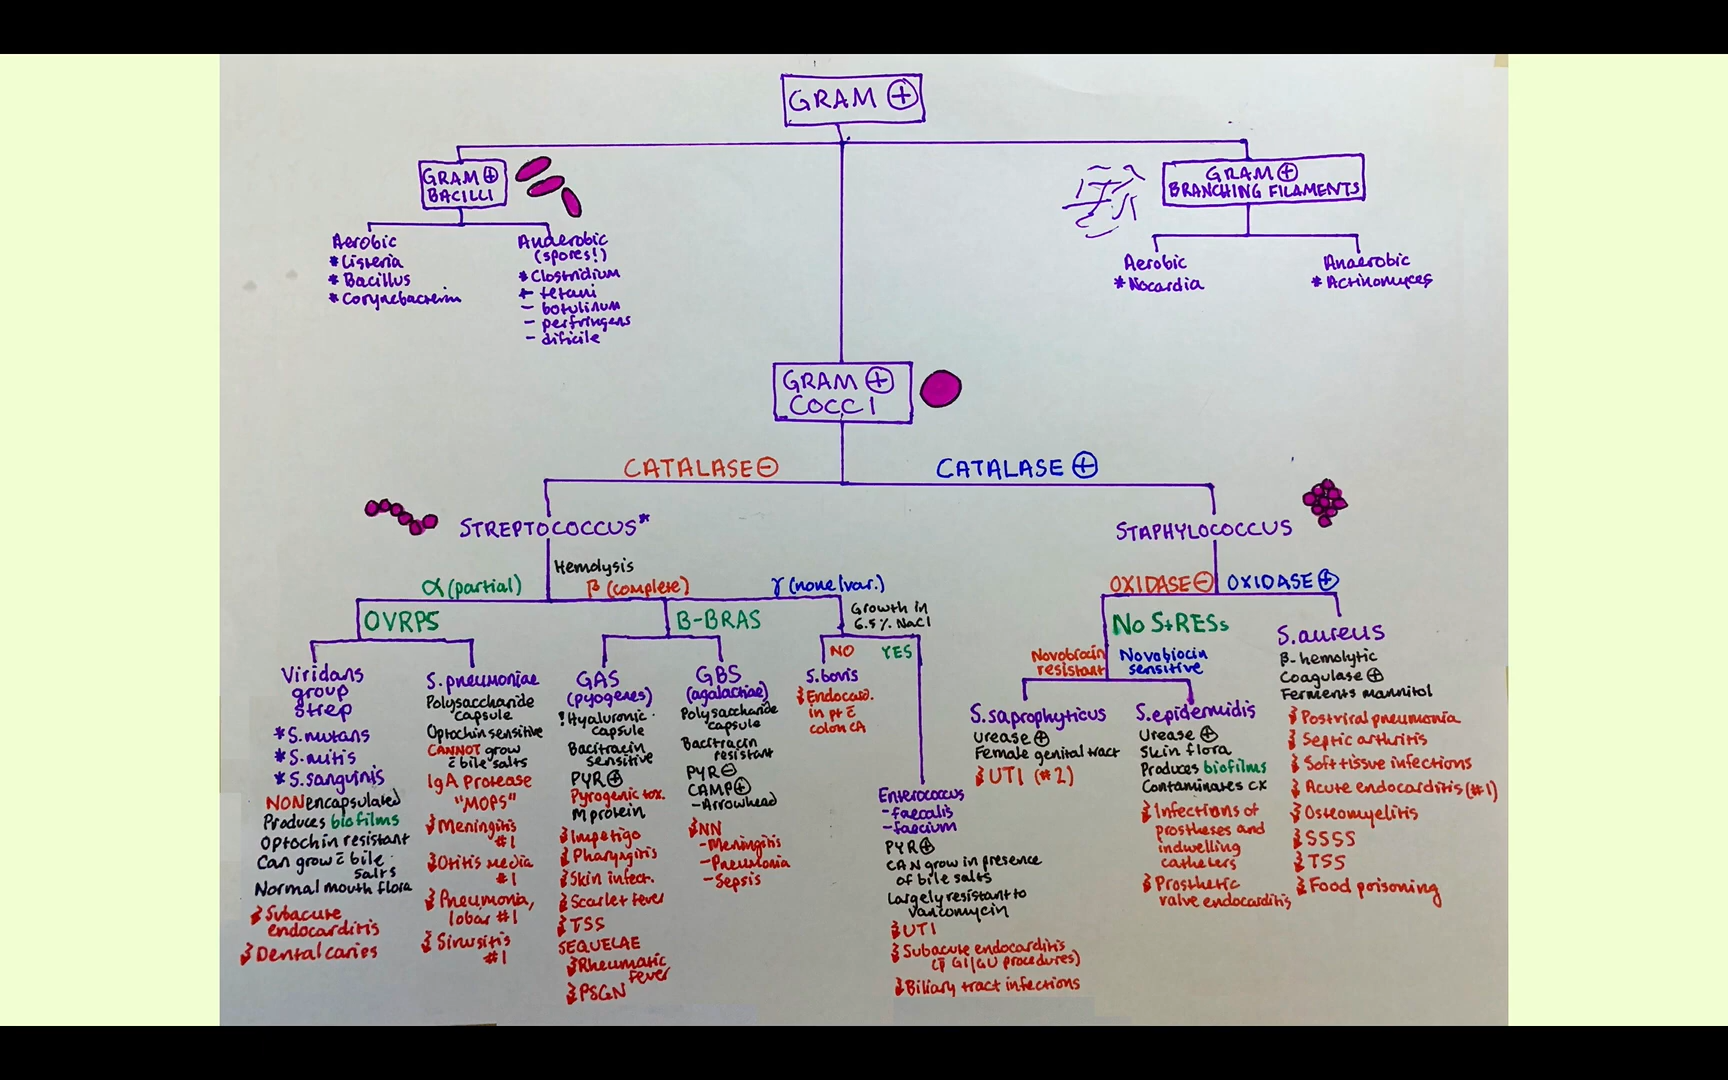 GRAM ⊕
GRAM ⊕
BACILLI
Aerobic
* Listeria
* Bacillus
* Corynebacterim
Anaerobic
(spores!)
* Clostridium
+ tetani
- botulinum
- perfringens
- dificile
GRAM ⊕
BRANCHING FILAMENTS
Aerobic
* Nocardia
Anaerobic
* Actinomyces
GRAM ⊕
COCCI
CATALASE ⊖
CATALASE ⊕
STREPTOCOCCUS*
Hemolysis
α (partial)
β (complete)
γ (none/var.)
OVRPS
B-BRAS
Growth in
6.5% NaCl
NO
YES
Viridans
group
strep
* S.mutans
* S.mitis
* S.sanguinis
NON encapsulated
Produces biofilms
Optochin resistant
Can grow c̄ bile
salts
Normal mouth flora
Subacute
endocarditis
Dental caries
S.pneumoniae
Polysaccharide
capsule
Optochin sensitive
CANNOT grow
c̄ bile salts
IgA Protease
"MOPS"
Meningitis
#1
Otitis media
#1
Pneumonia,
lobar #1
Sinusitis
#1
GAS
(pyogenes)
! Hyaluronic
capsule
Bacitracin
sensitive
PYR ⊕
Pyrogenic tox.
M protein
Impetigo
Pharyngitis
Skin infect.
Scarlet fever
TSS
SEQUELAE
Rheumatic
fever
PSGN
GBS
(agalactiae)
Polysaccharide
capsule
Bacitracin
resistant
PYR ⊖
CAMP ⊕
- Arrowhead
NN
- Meningitis
- Pneumonia
- Sepsis
S.bovis
Endocard.
in pt c̄
colon CA
Enterococcus
- faecalis
- faecium
PYR ⊕
CAN grow in presence
of bile salts
Largely resistant to
vancomycin
UTI
Subacute endocarditis
(p̄ GI/GU procedures)
Biliary tract infections
STAPHYLOCOCCUS
OXIDASE ⊖
OXIDASE ⊕
NO StRESs
Novobiocin
resistant
Novobiocin
sensitive
S.saprophyticus
Urease ⊕
Female genital tract
UTI (#2)
S.epidermidis
Urease ⊕
Skin flora
Produces biofilms
Contaminates cx
Infections of
prostheses and
indwelling
catheters
Prosthetic
valve endocarditis
S.aureus
β-hemolytic
Coagulase ⊕
Ferments mannitol
Postviral pneumonia
Septic arthritis
Soft tissue infections
Acute endocarditis (#1)
Osteomyelitis
SSSS
TSS
Food poisoning